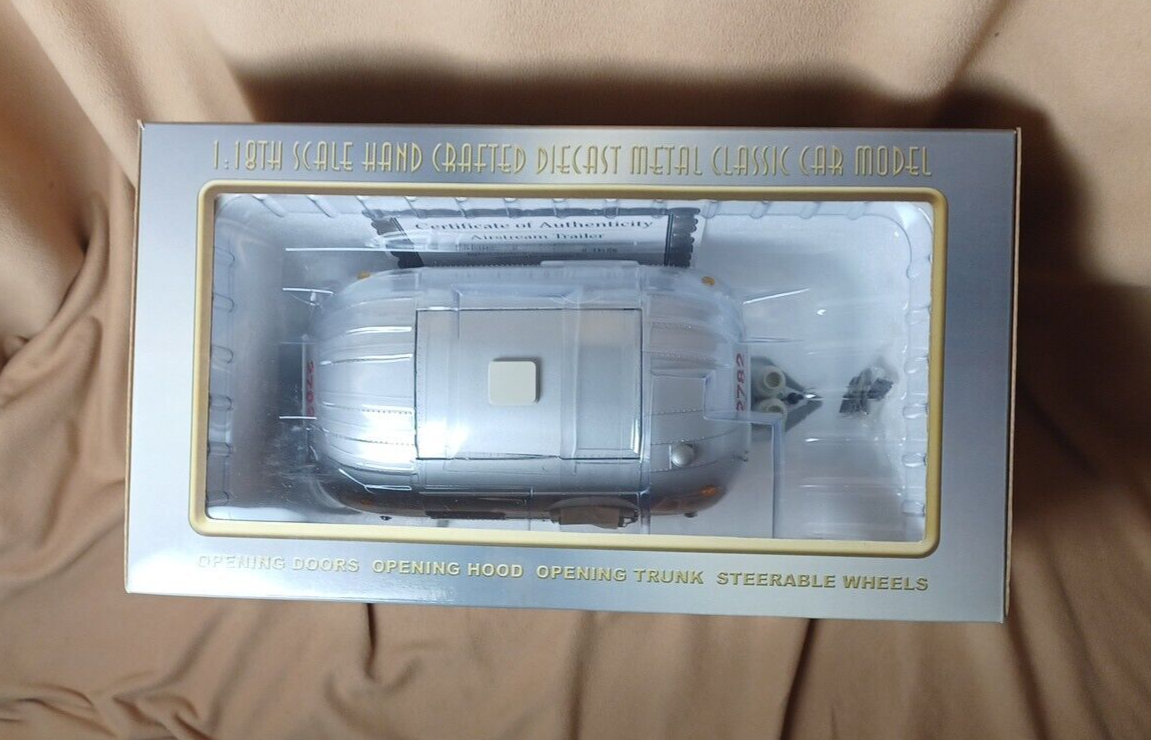 1:18TH SCALE HAND CRAFTED DIECAST METAL CLASSIC CAR MODEL
Certificate of Authenticity
Airstream Trailer
2782
OPENING DOORS OPENING HOOD OPENING TRUNK STEERABLE WHEELS